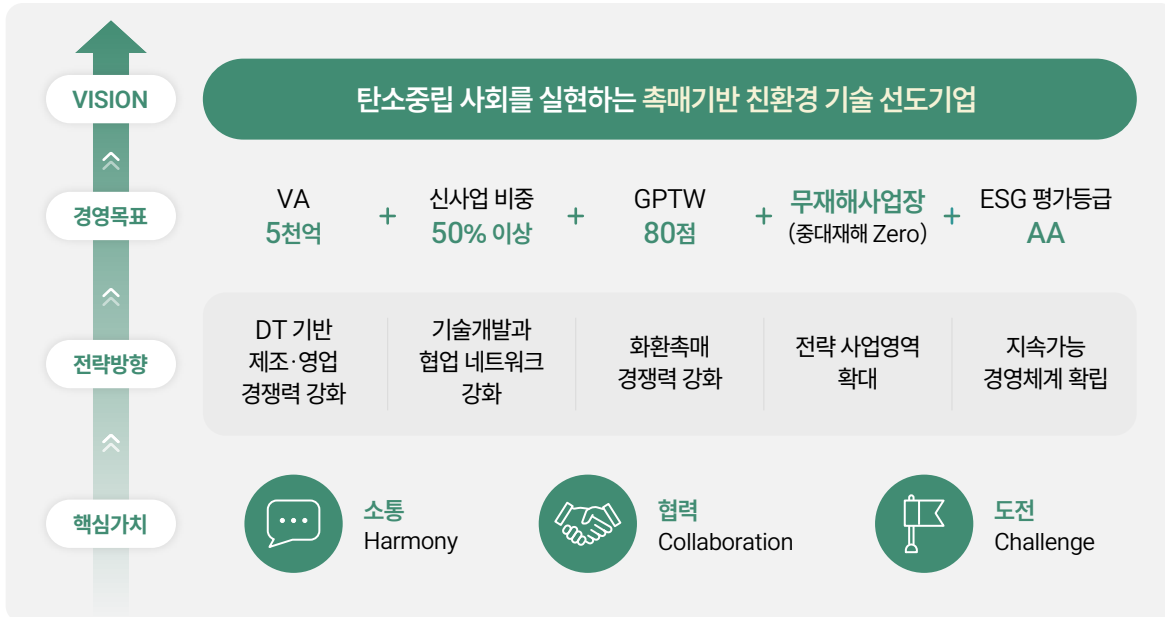 VISION
탄소중립 사회를 실현하는 촉매기반 친환경 기술 선도기업
경영목표
VA
5천억
+
신사업 비중
50% 이상
+
GPTW
80점
+
무재해사업장
(중대재해 Zero)
+
ESG 평가등급
AA
전략방향
DT 기반
제조·영업
경쟁력 강화
기술개발과
협업 네트워크
강화
화환촉매
경쟁력 강화
전략 사업영역
확대
지속가능
경영체계 확립
핵심가치
소통
Harmony
협력
Collaboration
도전
Challenge